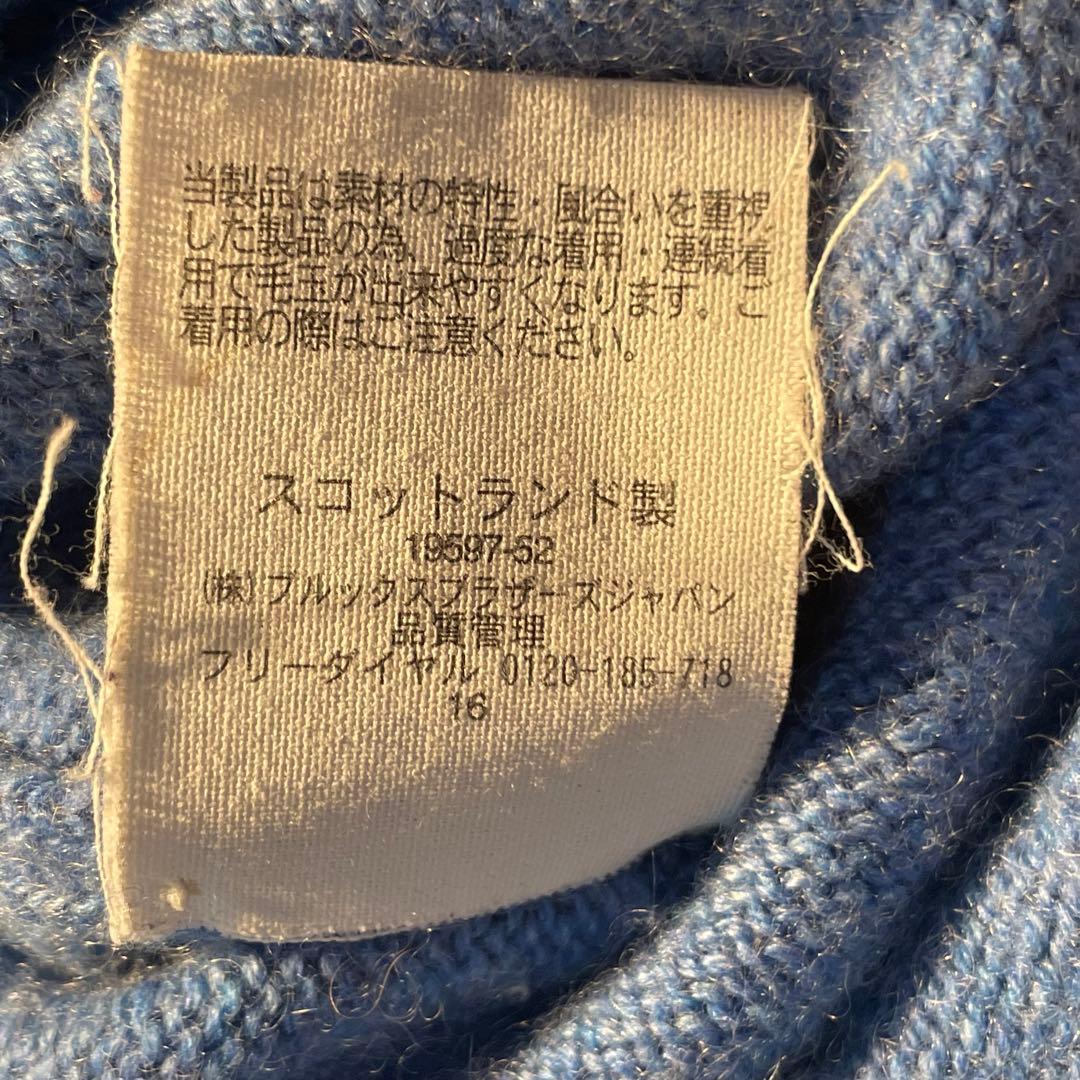 当製品は素材の特性・風合いを重視
した製品の為、過度な着用・連続着
用で毛玉が出来やすくなります。ご
着用の際はご注意ください。
スコットランド製
19597-52
(株)ブルックスブラザーズジャパン
品質管理
フリーダイヤル 0120-185-718
16